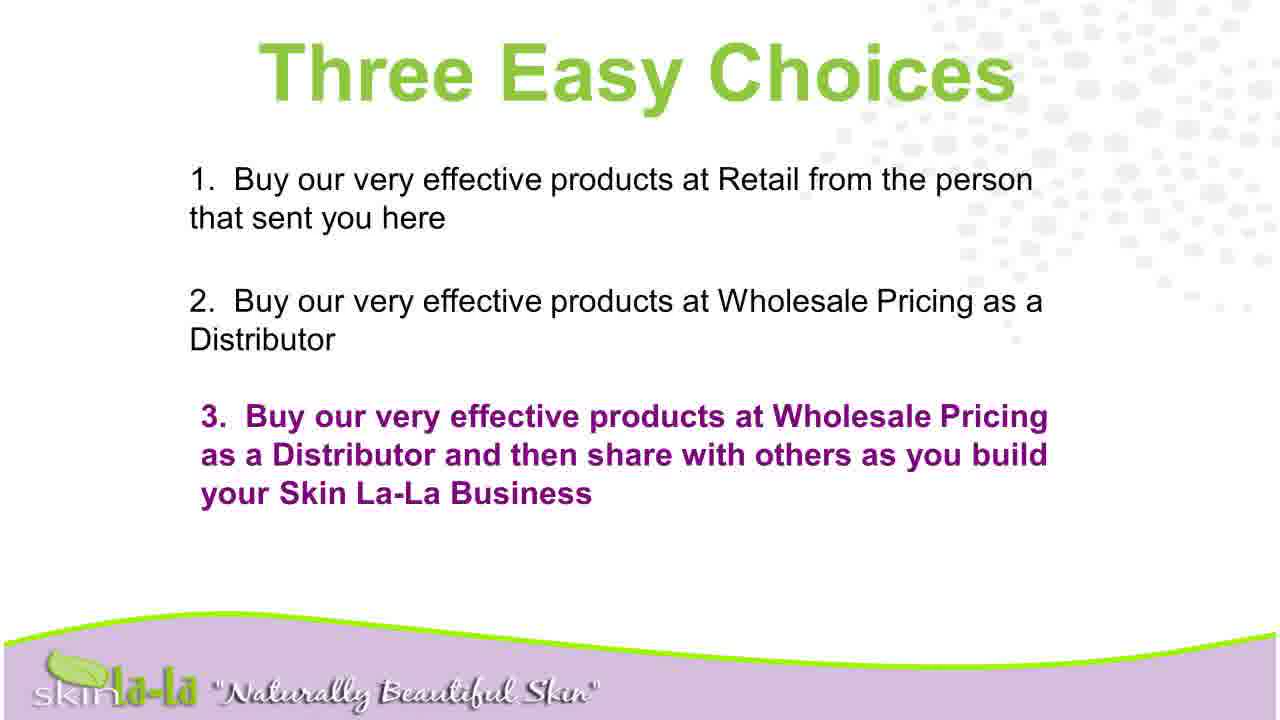 Three Easy Choices
1. Buy our very effective products at Retail from the person
that sent you here
2. Buy our very effective products at Wholesale Pricing as a
Distributor
3. Buy our very effective products at Wholesale Pricing
as a Distributor and then share with others as you build
your Skin La-La Business
skin la-la "Naturally Beautiful Skin"